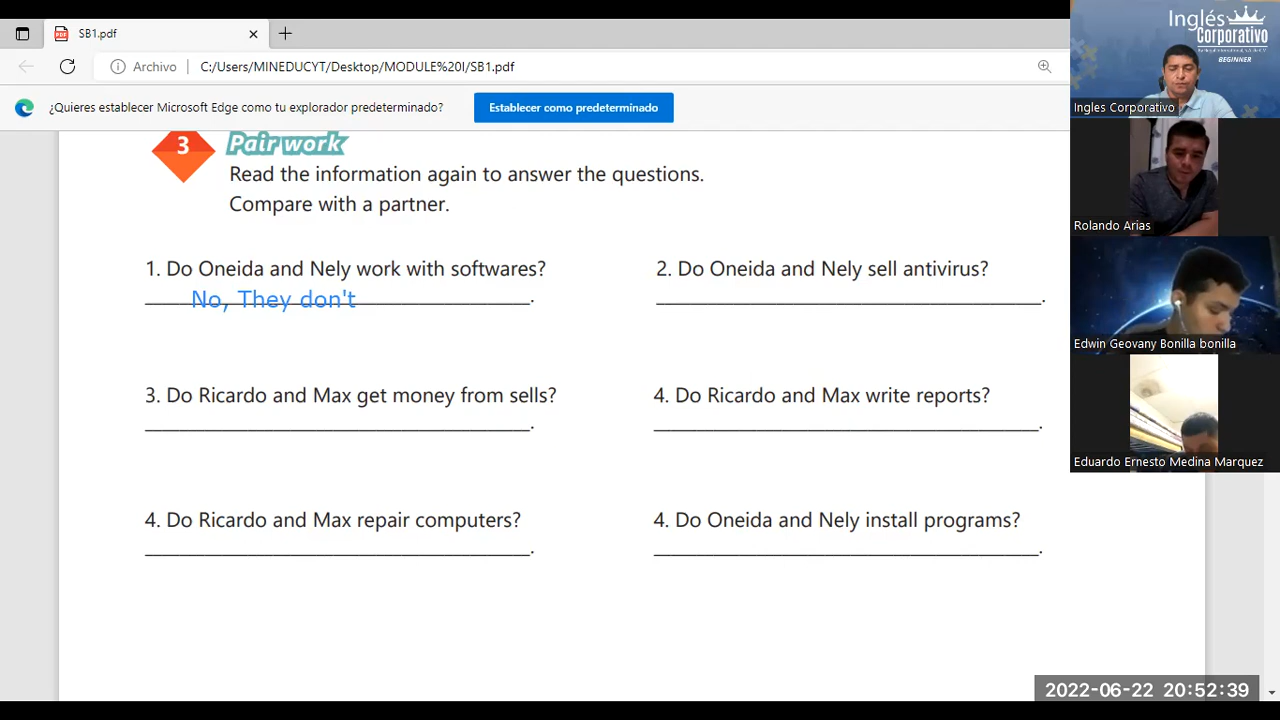 SB1.pdf
Archivo
C:/Users/MINEDUCYT/Desktop/MODULE%20I/SB1.pdf
¿Quieres establecer Microsoft Edge como tu explorador predeterminado?
Establecer como predeterminado
3 Pair work
Read the information again to answer the questions.
Compare with a partner.
1. Do Oneida and Nely work with softwares?
No, They don't
2. Do Oneida and Nely sell antivirus?
3. Do Ricardo and Max get money from sells?
4. Do Ricardo and Max write reports?
4. Do Ricardo and Max repair computers?
4. Do Oneida and Nely install programs?
Inglés
Corporativo
BEGINNER
Ingles Corporativo
Rolando Arias
Edwin Geovany Bonilla bonilla
Eduardo Ernesto Medina Marquez
2022-06-22 20:52:39